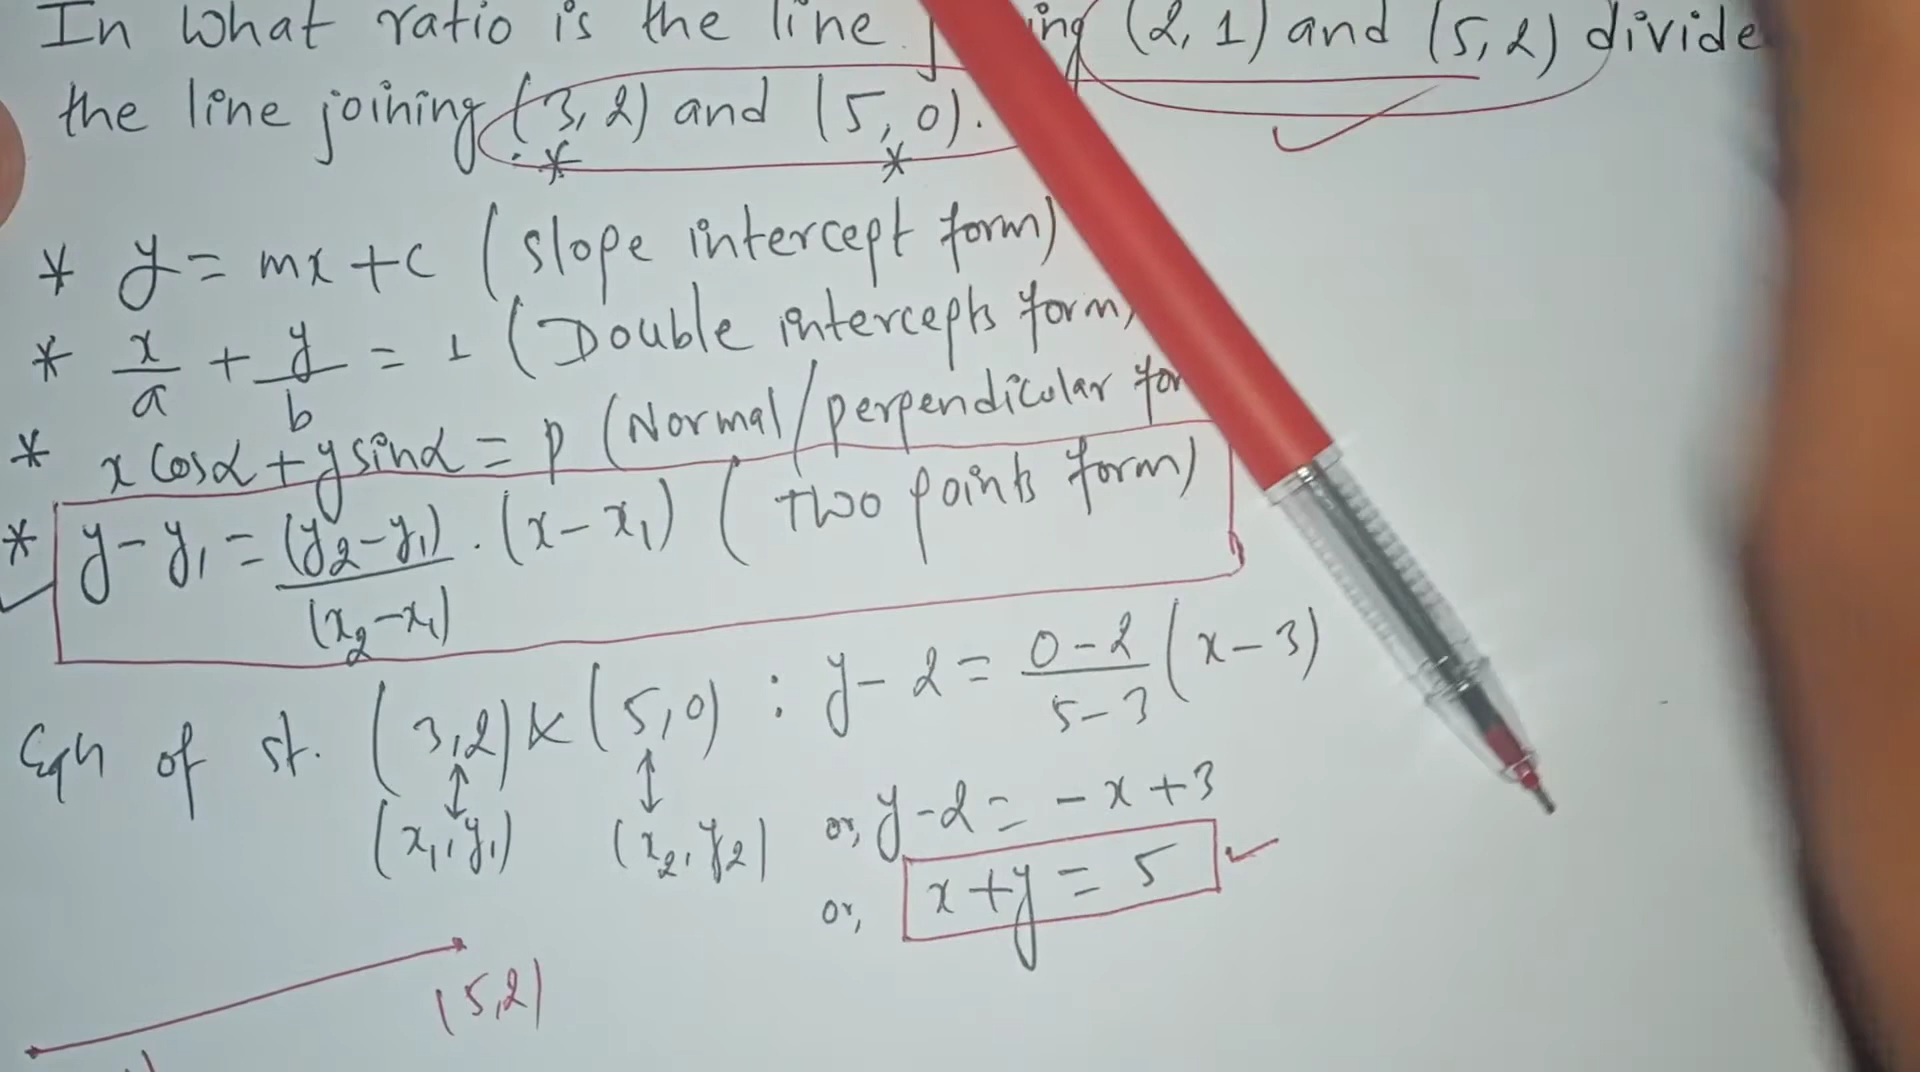 In what ratio is the line ing (2, 1) and (5, 2) divide
the line joining (3, 2) and (5, 0).
* *
* y = mx + c (slope intercept form)
* x/a + y/b = 1 (Double intercepts form)
* x cosα + y sinα = p (Normal/perpendicular for
* y - y₁ = (y₂ - y₁)/(x₂ - x₁) . (x - x₁) (Two points form)
Eqn of st. (3,2) & (5,0) : y - 2 = 0-2/5-3 (x - 3)
(x₁, y₁) (x₂, y₂) or, y - 2 = - x + 3
or, x + y = 5
(5,2)